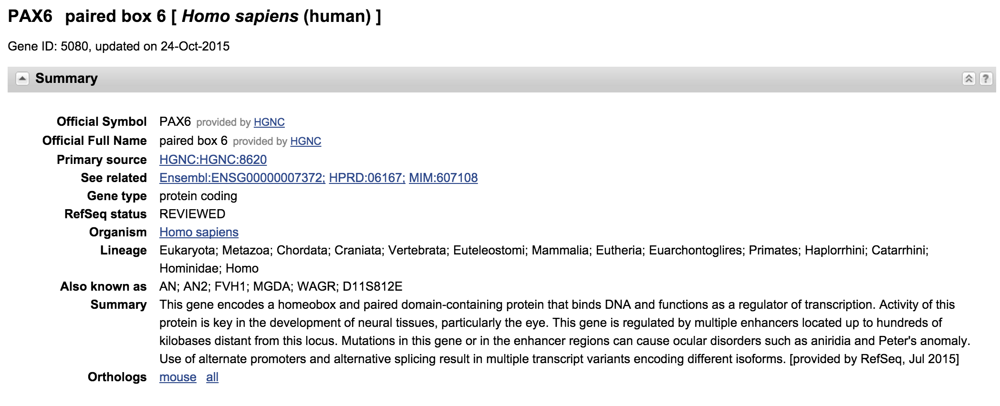 PAX6 paired box 6 [ Homo sapiens (human) ]
Gene ID: 5080, updated on 24-Oct-2015
Summary
?
Official Symbol PAX6 provided by HGNC
Official Full Name paired box 6 provided by HGNC
Primary source HGNC:HGNC:8620
See related Ensembl:ENSG00000007372; HPRD:06167; MIM:607108
Gene type protein coding
RefSeq status REVIEWED
Organism Homo sapiens
Lineage Eukaryota; Metazoa; Chordata; Craniata; Vertebrata; Euteleostomi; Mammalia; Eutheria; Euarchontoglires; Primates; Haplorrhini; Catarrhini;
Hominidae; Homo
Also known as AN; AN2; FVH1; MGDA; WAGR; D11S812E
Summary This gene encodes a homeobox and paired domain-containing protein that binds DNA and functions as a regulator of transcription. Activity of this
protein is key in the development of neural tissues, particularly the eye. This gene is regulated by multiple enhancers located up to hundreds of
kilobases distant from this locus. Mutations in this gene or in the enhancer regions can cause ocular disorders such as aniridia and Peter's anomaly.
Use of alternate promoters and alternative splicing result in multiple transcript variants encoding different isoforms. [provided by RefSeq, Jul 2015]
Orthologs mouse all